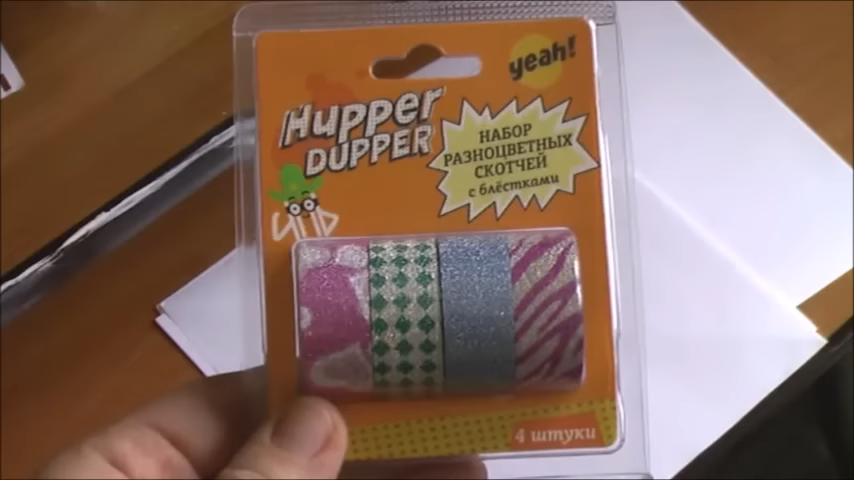 yeah!
Hupper
DUPPER
НАБОР
РАЗНОЦВЕТНЫХ
СКОТЧЕЙ
с блёстками
4 штуки